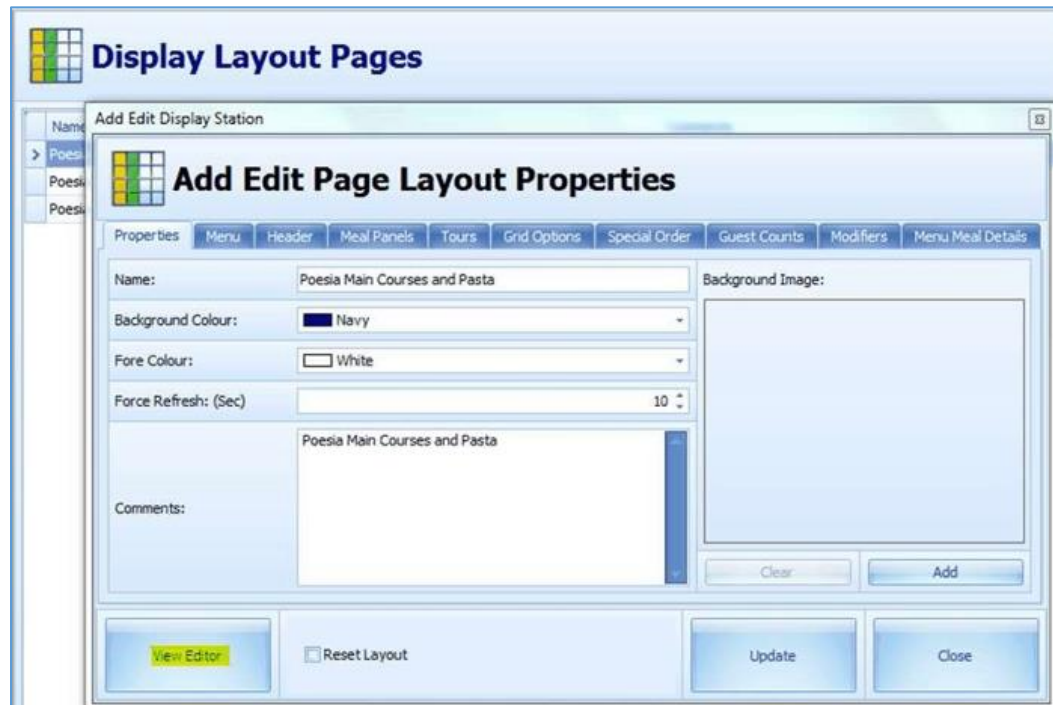 Display Layout Pages
Name
Add Edit Display Station
Add Edit Page Layout Properties
Properties Menu Header Meal Panels Tours Grid Options Special Order Guest Counts Modifiers Menu Meal Details
Name: Poesia Main Courses and Pasta Background Image:
Background Colour: Navy
Fore Colour: White
Force Refresh: (Sec) 10
Poesia Main Courses and Pasta
Comments:
Clear Add
View Editor Reset Layout Update Close